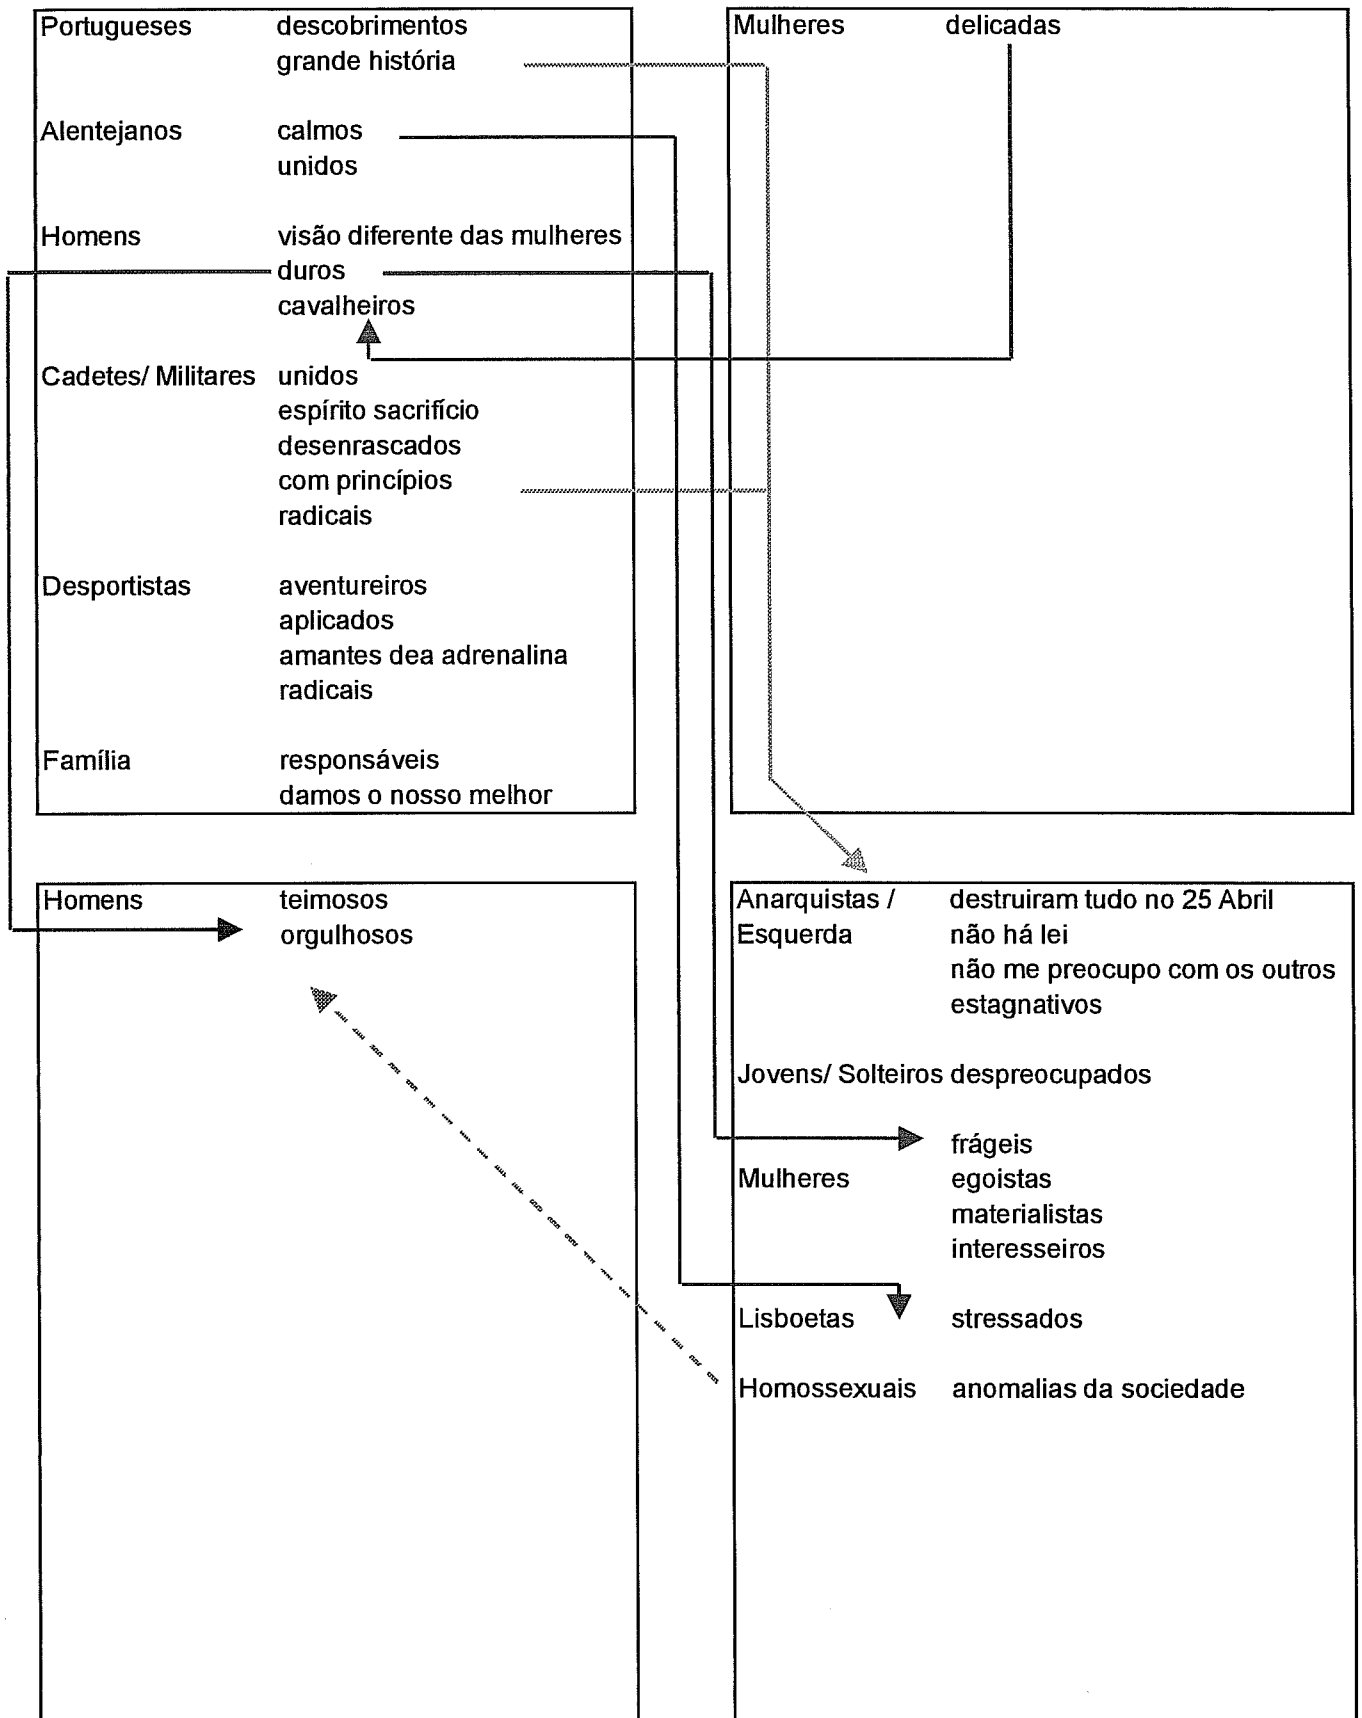 Portugueses descobrimentos
grande história
Alentejanos calmos
unidos
Homens visão diferente das mulheres
duros
cavalheiros
Cadetes/ Militares unidos
espírito sacrifício
desenrascados
com princípios
radicais
Desportistas aventureiros
aplicados
amantes dea adrenalina
radicais
Família responsáveis
damos o nosso melhor
Mulheres delicadas
Homens teimosos
orgulhosos
Anarquistas / destruiram tudo no 25 Abril
Esquerda não há lei
não me preocupo com os outros
estagnativos
Jovens/ Solteiros despreocupados
frágeis
Mulheres egoistas
materialistas
interesseiros
Lisboetas stressados
Homossexuais anomalias da sociedade